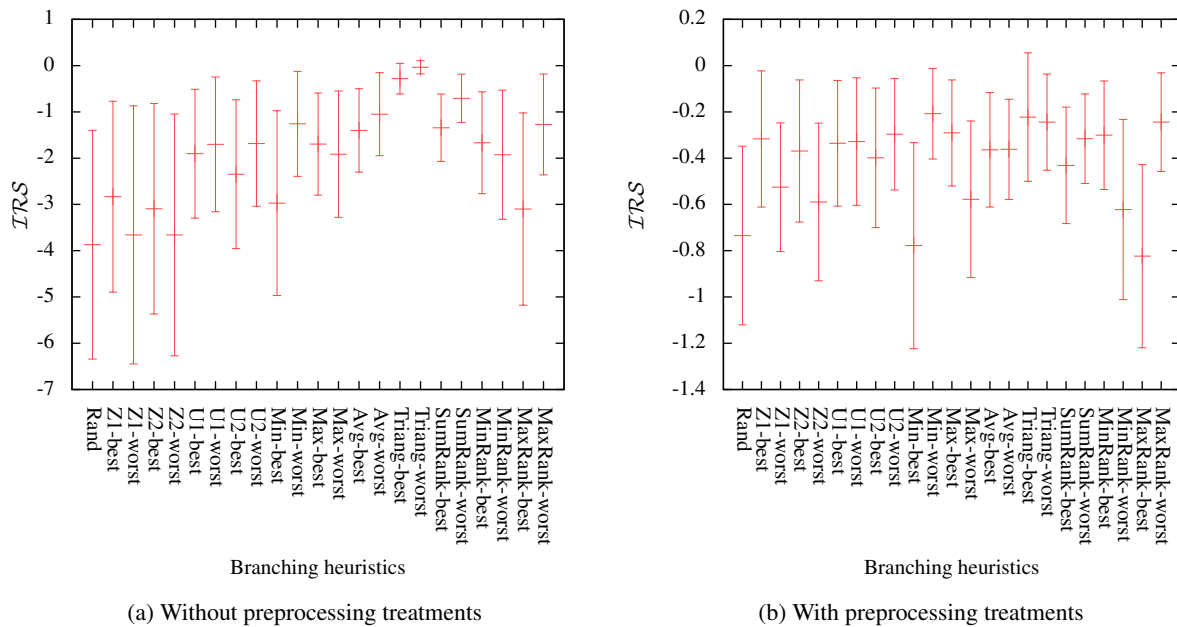 1
0
-1
-2
-3
-4
-5
-6
-7
IRS
Rand
Z1-best
Z1-worst
Z2-best
Z2-worst
U1-best
U1-worst
U2-best
U2-worst
Min-best
Min-worst
Max-best
Max-worst
Avg-best
Avg-worst
Triang-best
Triang-worst
SumRank-best
SumRank-worst
MinRank-best
MinRank-worst
MaxRank-best
MaxRank-worst
Branching heuristics
(a) Without preprocessing treatments
0.2
0
-0.2
-0.4
-0.6
-0.8
-1
-1.2
-1.4
IRS
Rand
Z1-best
Z1-worst
Z2-best
Z2-worst
U1-best
U1-worst
U2-best
U2-worst
Min-best
Min-worst
Max-best
Max-worst
Avg-best
Avg-worst
Triang-best
Triang-worst
SumRank-best
SumRank-worst
MinRank-best
MinRank-worst
MaxRank-best
MaxRank-worst
Branching heuristics
(b) With preprocessing treatments